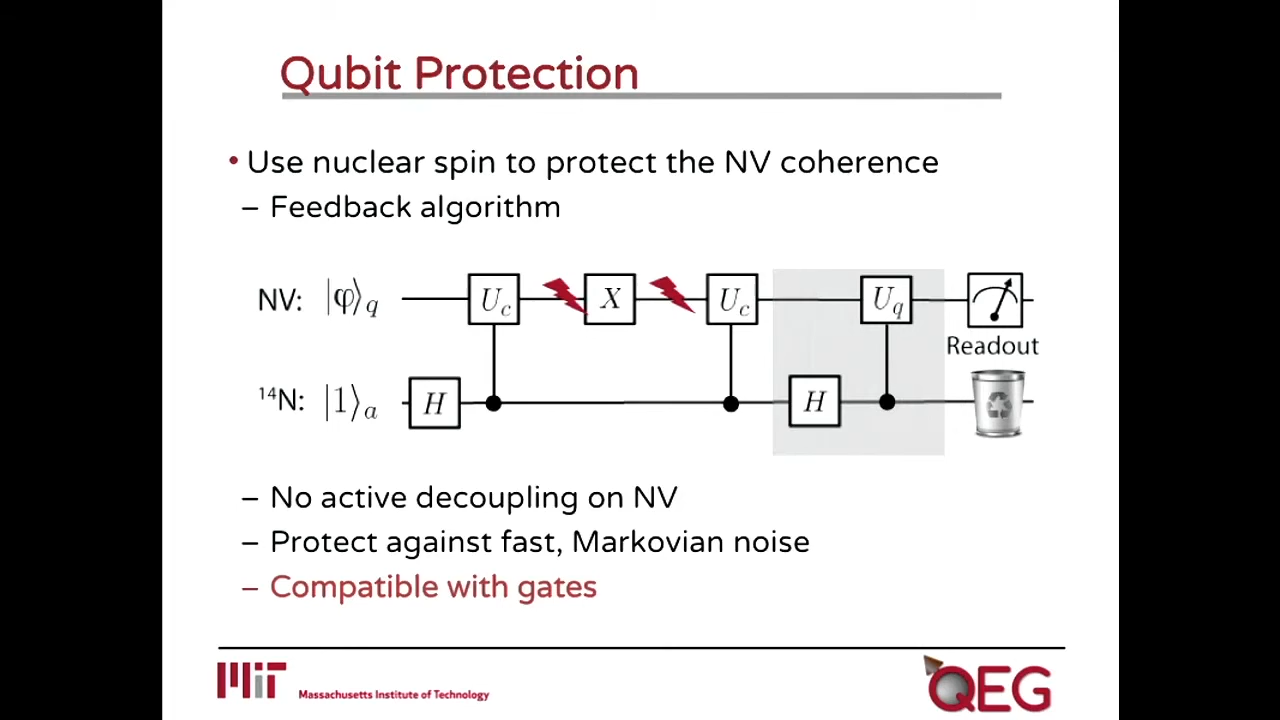 Qubit Protection
• Use nuclear spin to protect the NV coherence
– Feedback algorithm
NV: |φ⟩q Uc X Uc Uq
Readout
¹⁴N: |1⟩a H H
– No active decoupling on NV
– Protect against fast, Markovian noise
– Compatible with gates
MIT Massachusetts Institute of Technology
QEG